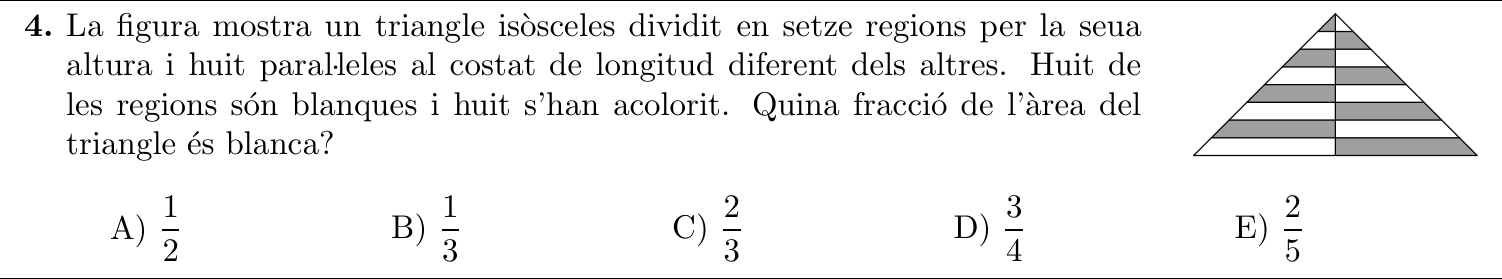 4. La figura mostra un triangle isòsceles dividit en setze regions per la seua
altura i huit paral·leles al costat de longitud diferent dels altres. Huit de
les regions són blanques i huit s'han acolorit. Quina fracció de l'àrea del
triangle és blanca?
A) 1/2 B) 1/3 C) 2/3 D) 3/4 E) 2/5